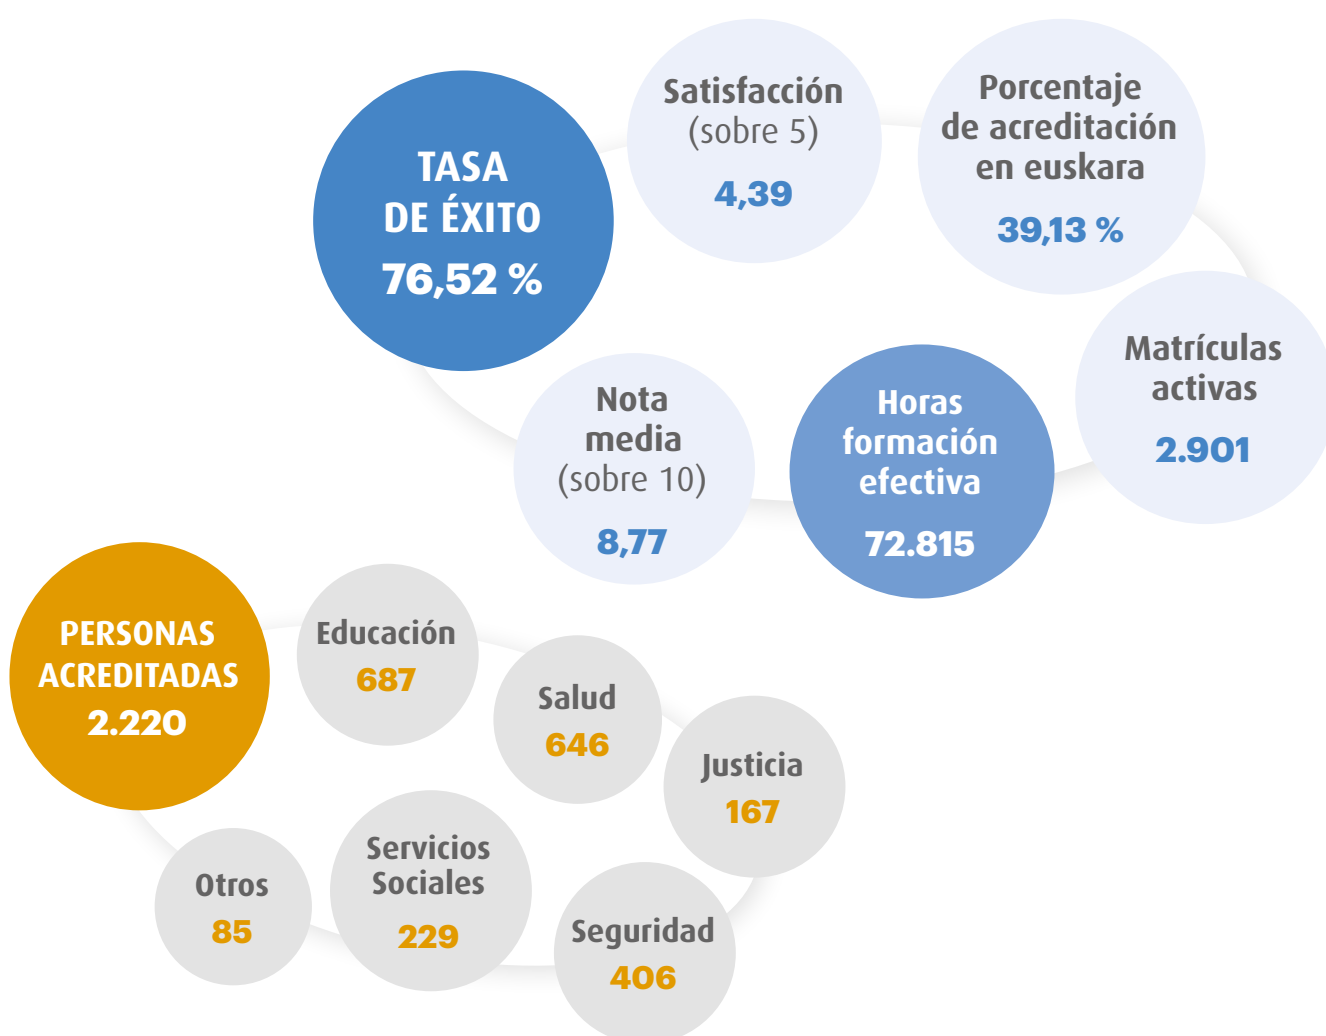 TASA
DE ÉXITO
76,52 %
Satisfacción
(sobre 5)
4,39
Porcentaje
de acreditación
en euskara
39,13 %
Matrículas
activas
2.901
Horas
formación
efectiva
72.815
Nota
media
(sobre 10)
8,77
PERSONAS
ACREDITADAS
2.220
Educación
687
Salud
646
Justicia
167
Seguridad
406
Servicios
Sociales
229
Otros
85